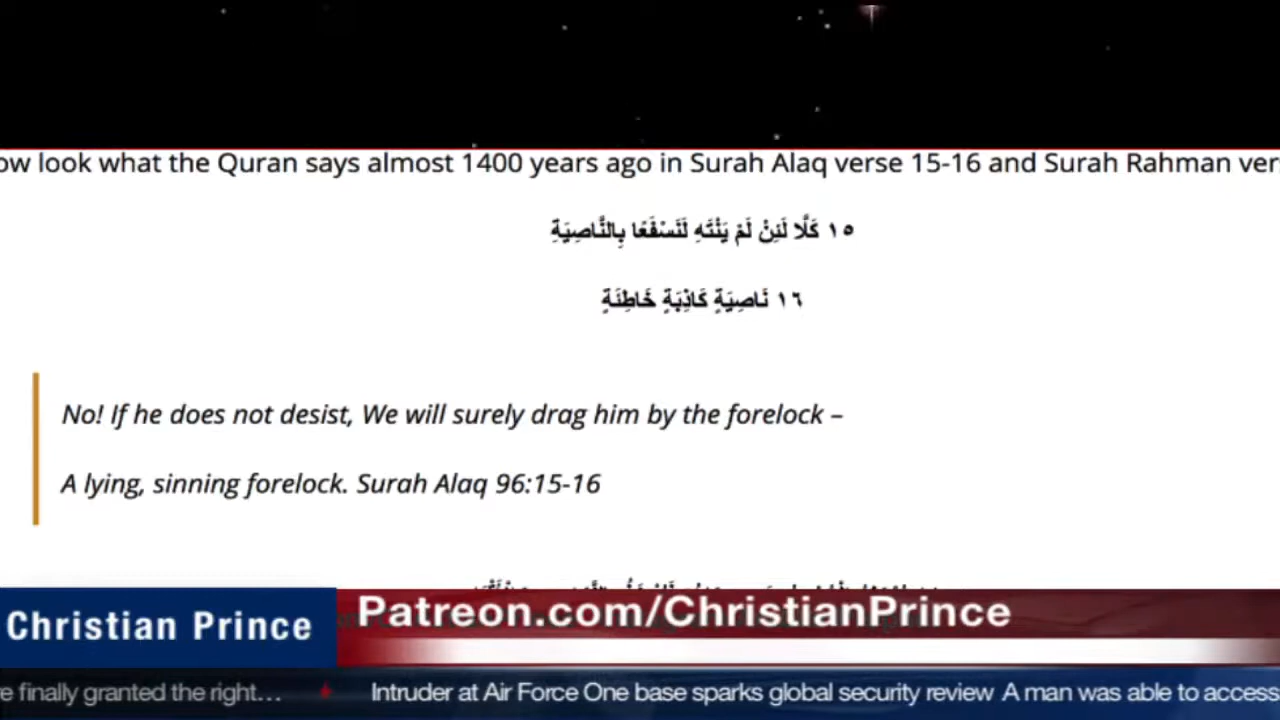 ow look what the Quran says almost 1400 years ago in Surah Alaq verse 15-16 and Surah Rahman ver
١٥ كَلَّا لَئِنْ لَمْ يَنْتَهِ لَنَسْفَعًا بِالنَّاصِيَةِ
١٦ نَاصِيَةٍ كَاذِبَةٍ خَاطِئَةٍ
No! If he does not desist, We will surely drag him by the forelock –
A lying, sinning forelock. Surah Alaq 96:15-16
Christian Prince
Patreon.com/ChristianPrince
e finally granted the right... Intruder at Air Force One base sparks global security review A man was able to access